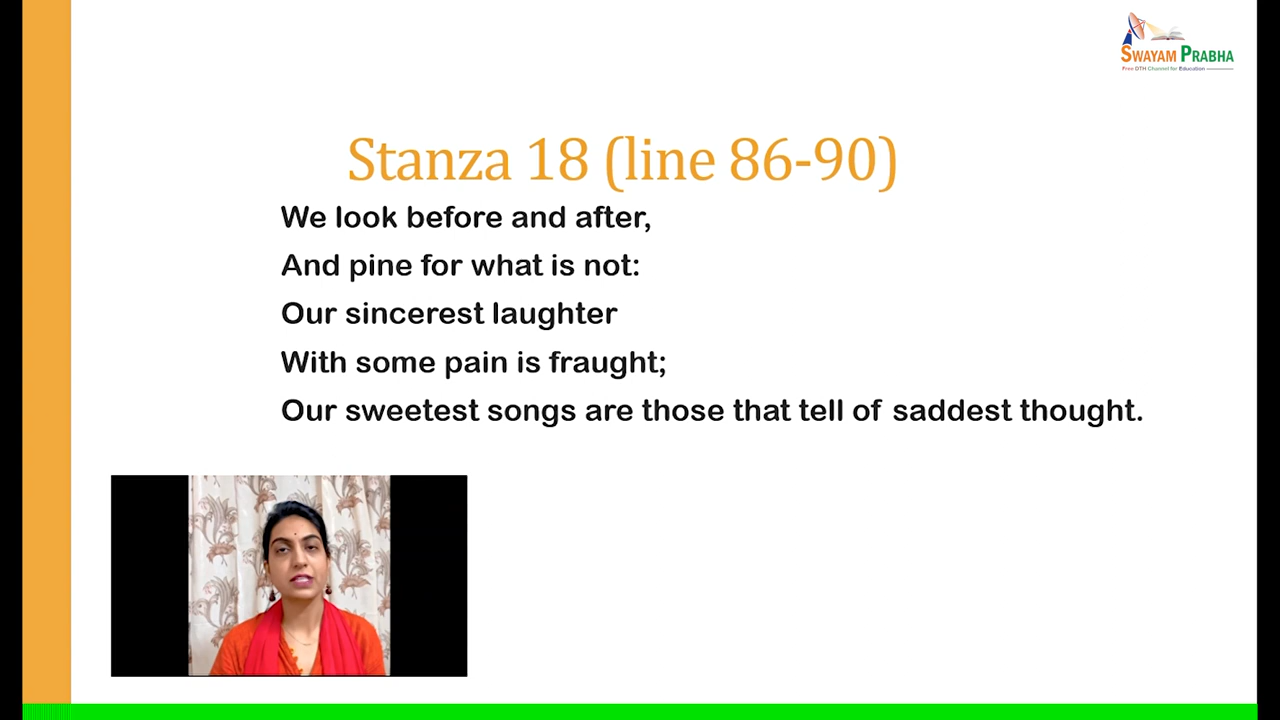 SWAYAM PRABHA
Free DTH Channel for Education
Stanza 18 (line 86-90)
We look before and after,
And pine for what is not:
Our sincerest laughter
With some pain is fraught;
Our sweetest songs are those that tell of saddest thought.